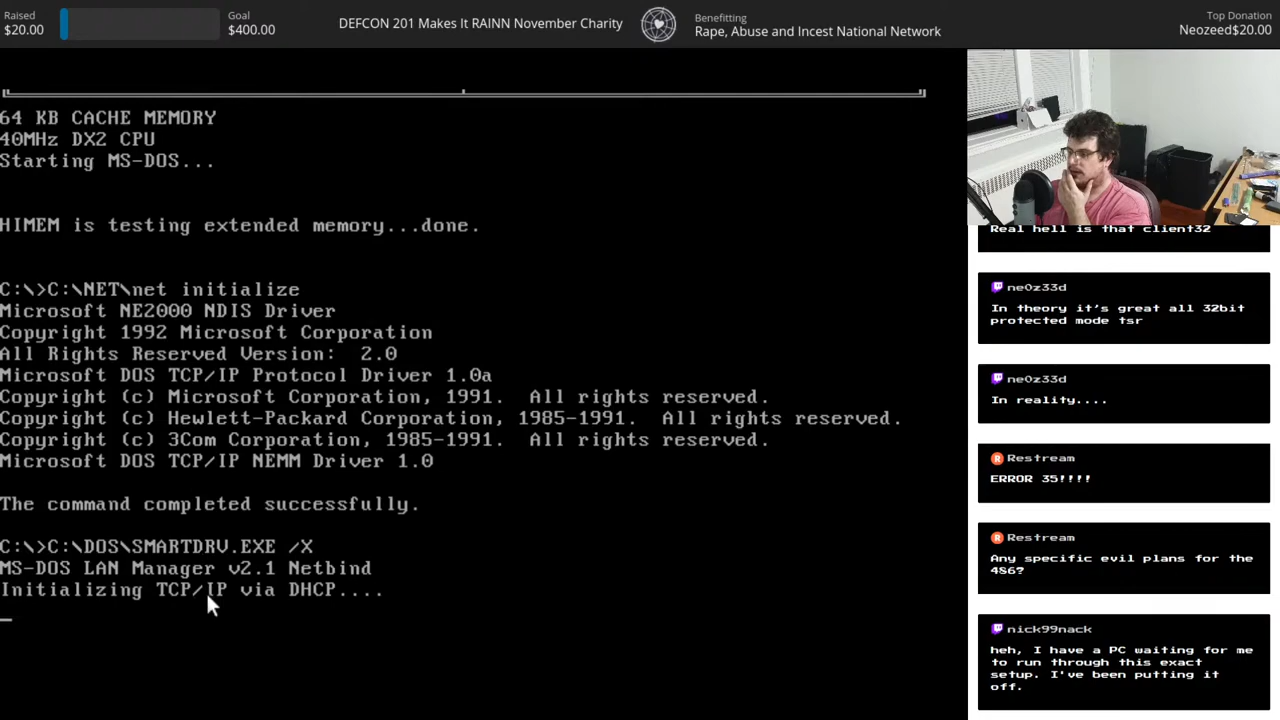 Raised
$20.00
Goal
$400.00
DEFCON 201 Makes It RAINN November Charity
Benefitting
Rape, Abuse and Incest National Network
Top Donation
Neozeed$20.00
64 KB CACHE MEMORY
40MHz DX2 CPU
Starting MS-DOS...
HIMEM is testing extended memory...done.
C:\>C:\NET\net initialize
Microsoft NE2000 NDIS Driver
Copyright 1992 Microsoft Corporation
All Rights Reserved Version:  2.0
Microsoft DOS TCP/IP Protocol Driver 1.0a
Copyright (c) Microsoft Corporation, 1991.  All rights reserved.
Copyright (c) Hewlett-Packard Corporation, 1985-1991.  All rights reserved.
Copyright (c) 3Com Corporation, 1985-1991.  All rights reserved.
Microsoft DOS TCP/IP NEMM Driver 1.0
The command completed successfully.
C:\>C:\DOS\SMARTDRV.EXE /X
MS-DOS LAN Manager v2.1 Netbind
Initializing TCP/IP via DHCP....
Real hell is that client32
ne0z33d
In theory it's great all 32bit
protected mode tsr
ne0z33d
In reality....
Restream
ERROR 35!!!!
Restream
Any specific evil plans for the
486?
nick99nack
heh, I have a PC waiting for me
to run through this exact
setup. I've been putting it
off.